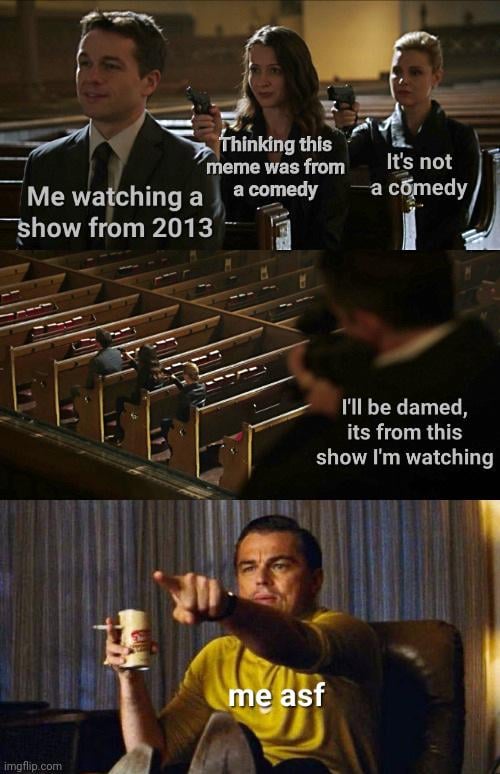 Me watching a
show from 2013
Thinking this
meme was from
a comedy
It's not
a comedy
I'll be damed,
its from this
show I'm watching
me asf
imgflip.com